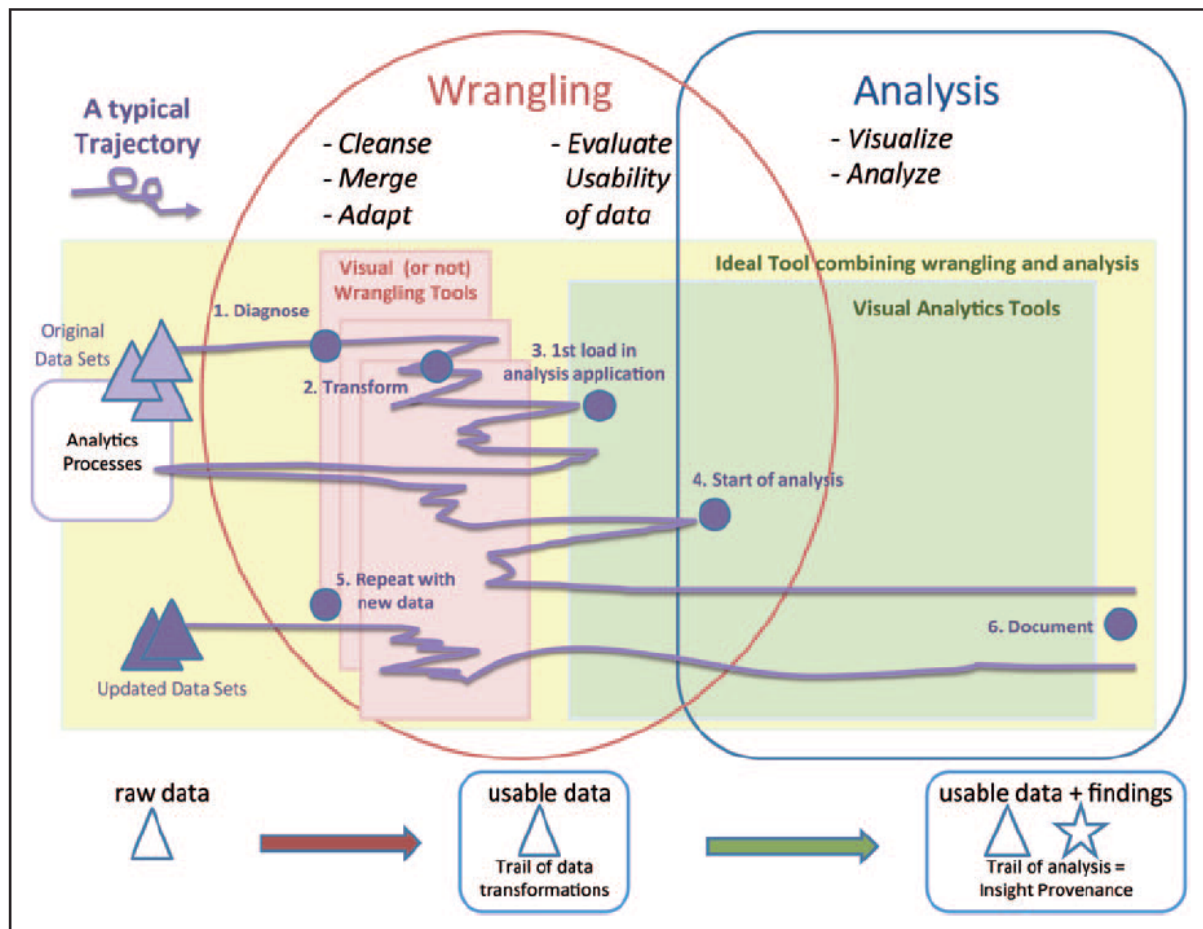 Wrangling
Analysis
A typical
Trajectory
- Cleanse
- Merge
- Adapt
- Evaluate
Usability
of data
- Visualize
- Analyze
Visual (or not)
Wrangling Tools
Ideal Tool combining wrangling and analysis
Visual Analytics Tools
1. Diagnose
Original
Data Sets
2. Transform
3. 1st load in
analysis application
Analytics
Processes
4. Start of analysis
5. Repeat with
new data
6. Document
Updated Data Sets
raw data
usable data
Trail of data
transformations
usable data + findings
Trail of analysis =
Insight Provenance